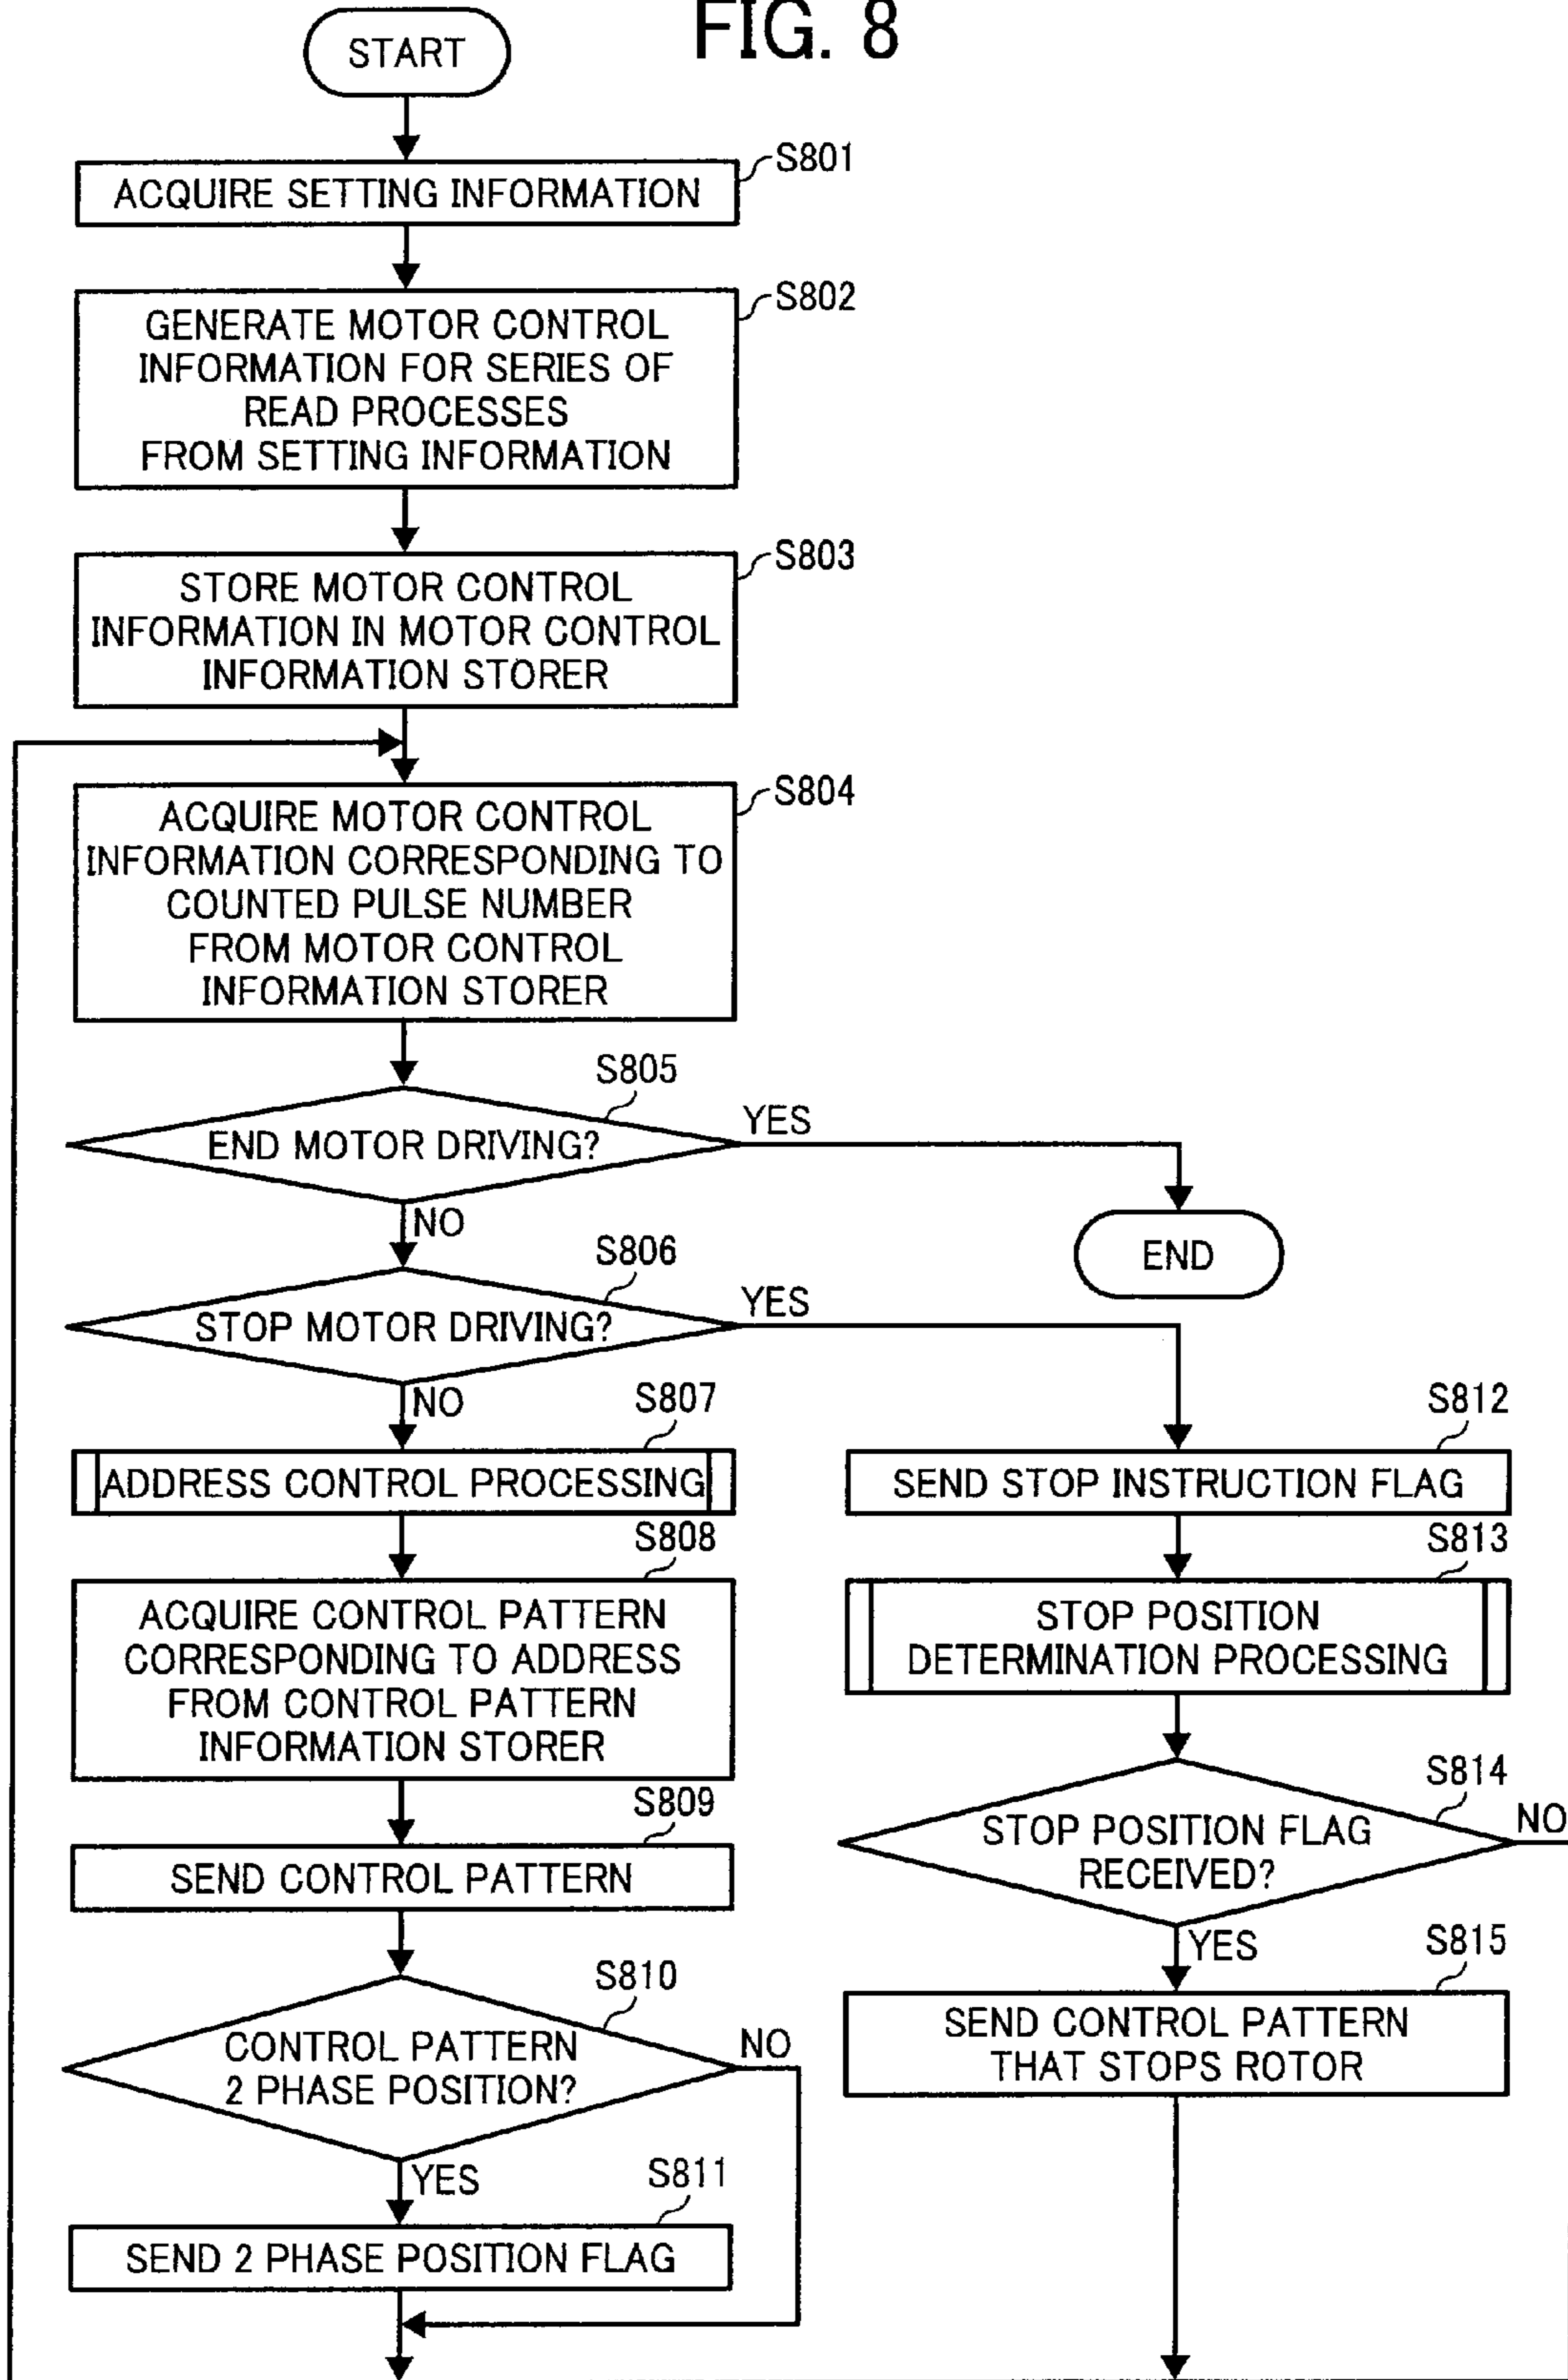 FIG. 8
START
S801
ACQUIRE SETTING INFORMATION
S802
GENERATE MOTOR CONTROL
INFORMATION FOR SERIES OF
READ PROCESSES
FROM SETTING INFORMATION
S803
STORE MOTOR CONTROL
INFORMATION IN MOTOR CONTROL
INFORMATION STORER
S804
ACQUIRE MOTOR CONTROL
INFORMATION CORRESPONDING TO
COUNTED PULSE NUMBER
FROM MOTOR CONTROL
INFORMATION STORER
S805
END MOTOR DRIVING?
YES
NO
END
S806
STOP MOTOR DRIVING?
YES
NO
S807
ADDRESS CONTROL PROCESSING
S808
ACQUIRE CONTROL PATTERN
CORRESPONDING TO ADDRESS
FROM CONTROL PATTERN
INFORMATION STORER
S809
SEND CONTROL PATTERN
S810
CONTROL PATTERN
2 PHASE POSITION?
NO
YES
S811
SEND 2 PHASE POSITION FLAG
S812
SEND STOP INSTRUCTION FLAG
S813
STOP POSITION
DETERMINATION PROCESSING
S814
STOP POSITION FLAG
RECEIVED?
NO
YES
S815
SEND CONTROL PATTERN
THAT STOPS ROTOR